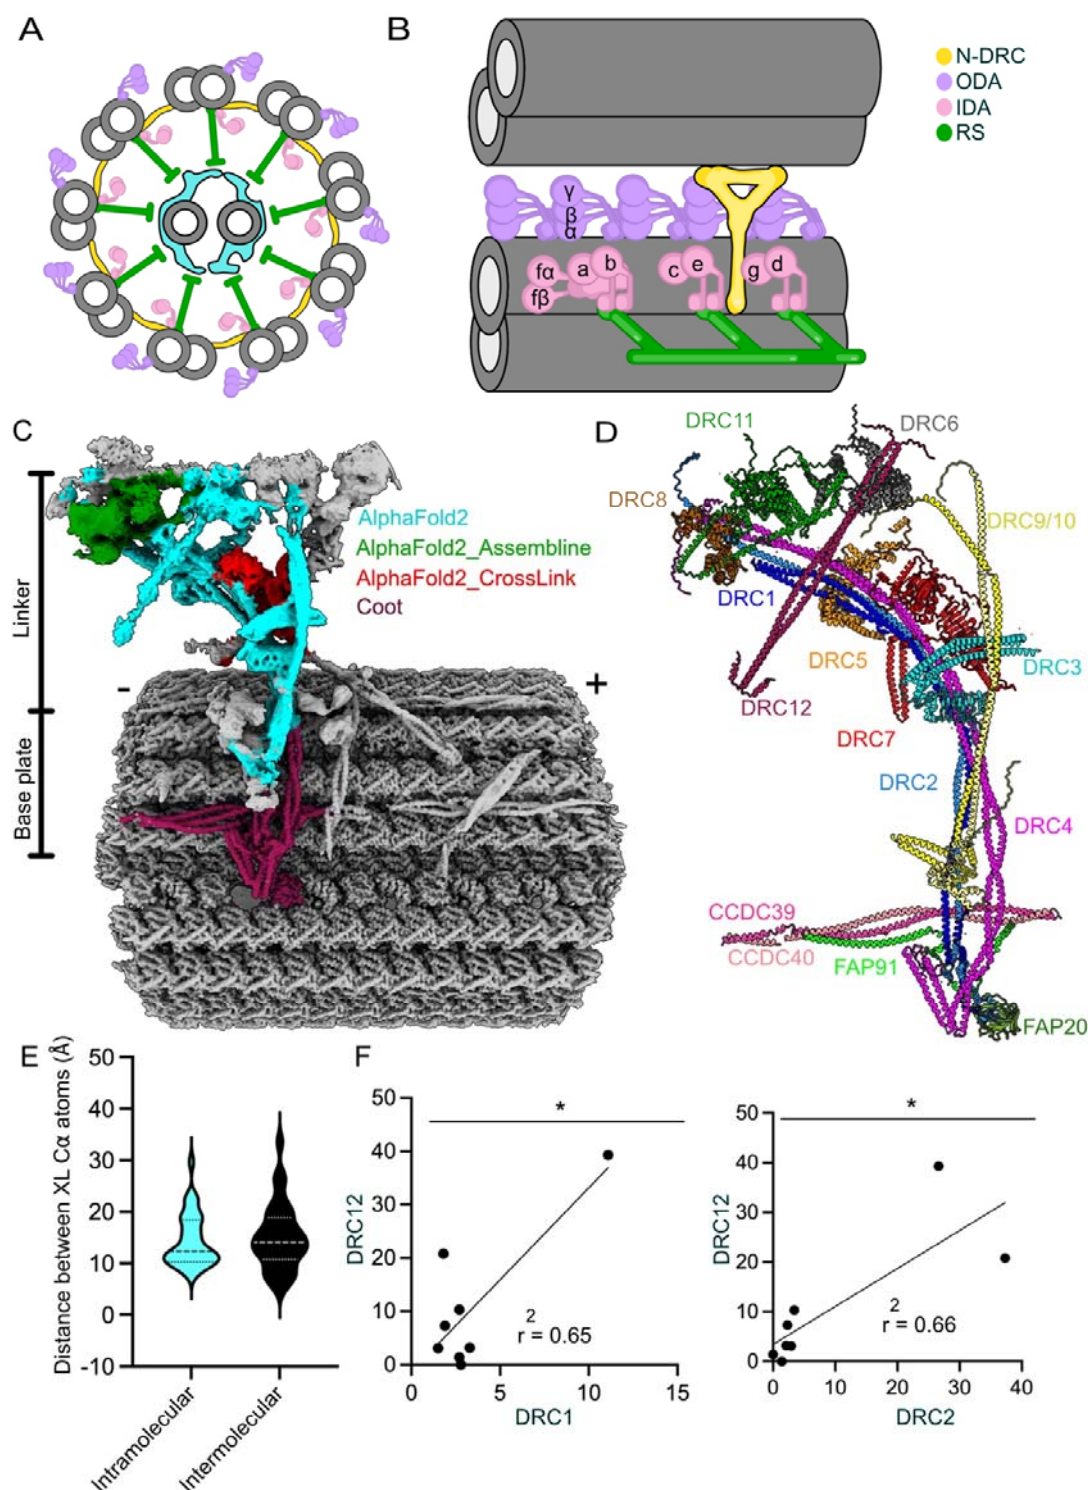 A
B
N-DRC
ODA
IDA
RS
γ
β
α
fα
a
b
c
e
g
d
fβ
C
Linker
Base plate
-
+
AlphaFold2
AlphaFold2_Assembline
AlphaFold2_CrossLink
Coot
D
DRC11
DRC6
DRC8
DRC9/10
DRC1
DRC5
DRC3
DRC12
DRC7
DRC2
DRC4
CCDC39
CCDC40
FAP91
FAP20
E
Distance between XL Cα atoms (Å)
50
40
30
20
10
0
-10
Intramolecular
Intermolecular
F
DRC12
50
40
30
20
10
0
*
2
r = 0.65
0
5
10
15
DRC1
DRC12
50
40
30
20
10
0
*
2
r = 0.66
0
10
20
30
40
DRC2